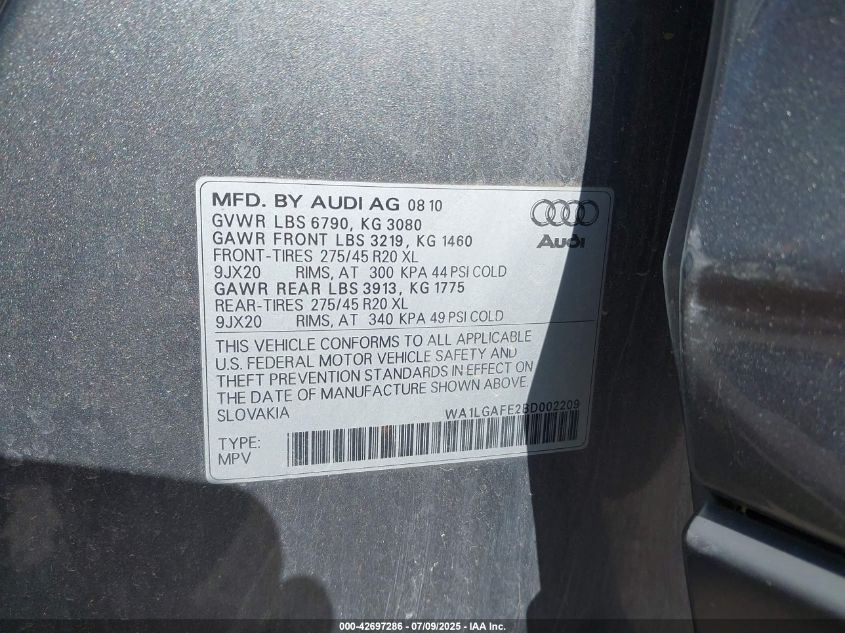 MFD. BY AUDI AG 08 10
GVWR LBS 6790, KG 3080
GAWR FRONT LBS 3219, KG 1460
FRONT-TIRES 275/45 R20 XL
9JX20 RIMS, AT 300 KPA 44 PSI COLD
GAWR REAR LBS 3913, KG 1775
REAR-TIRES 275/45 R20 XL
9JX20 RIMS, AT 340 KPA 49 PSI COLD
Audi
THIS VEHICLE CONFORMS TO ALL APPLICABLE
U.S. FEDERAL MOTOR VEHICLE SAFETY AND
THEFT PREVENTION STANDARDS IN EFFECT ON
THE DATE OF MANUFACTURE SHOWN ABOVE.
SLOVAKIA WA1LGAFE2BD002209
TYPE:
MPV
000-42697286 - 07/09/2025 - IAAI Inc.